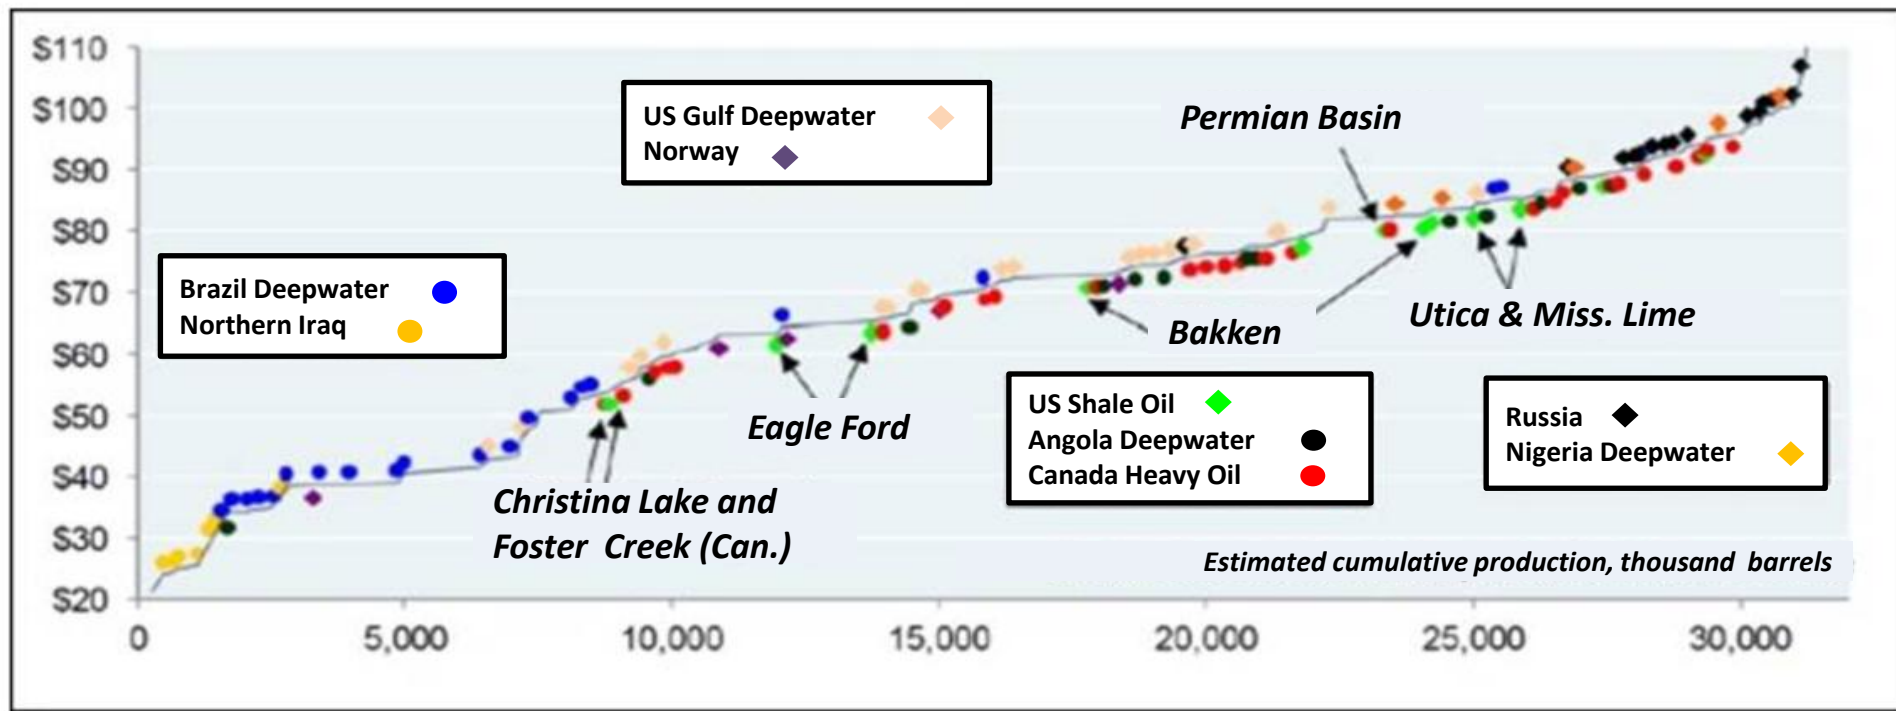 $110
$100
$90
$80
$70
$60
$50
$40
$30
$20
0
5,000
10,000
15,000
20,000
25,000
30,000
US Gulf Deepwater
Norway
Permian Basin
Brazil Deepwater
Northern Iraq
Bakken
Utica & Miss. Lime
Eagle Ford
US Shale Oil
Angola Deepwater
Canada Heavy Oil
Russia
Nigeria Deepwater
Christina Lake and
Foster Creek (Can.)
Estimated cumulative production, thousand barrels